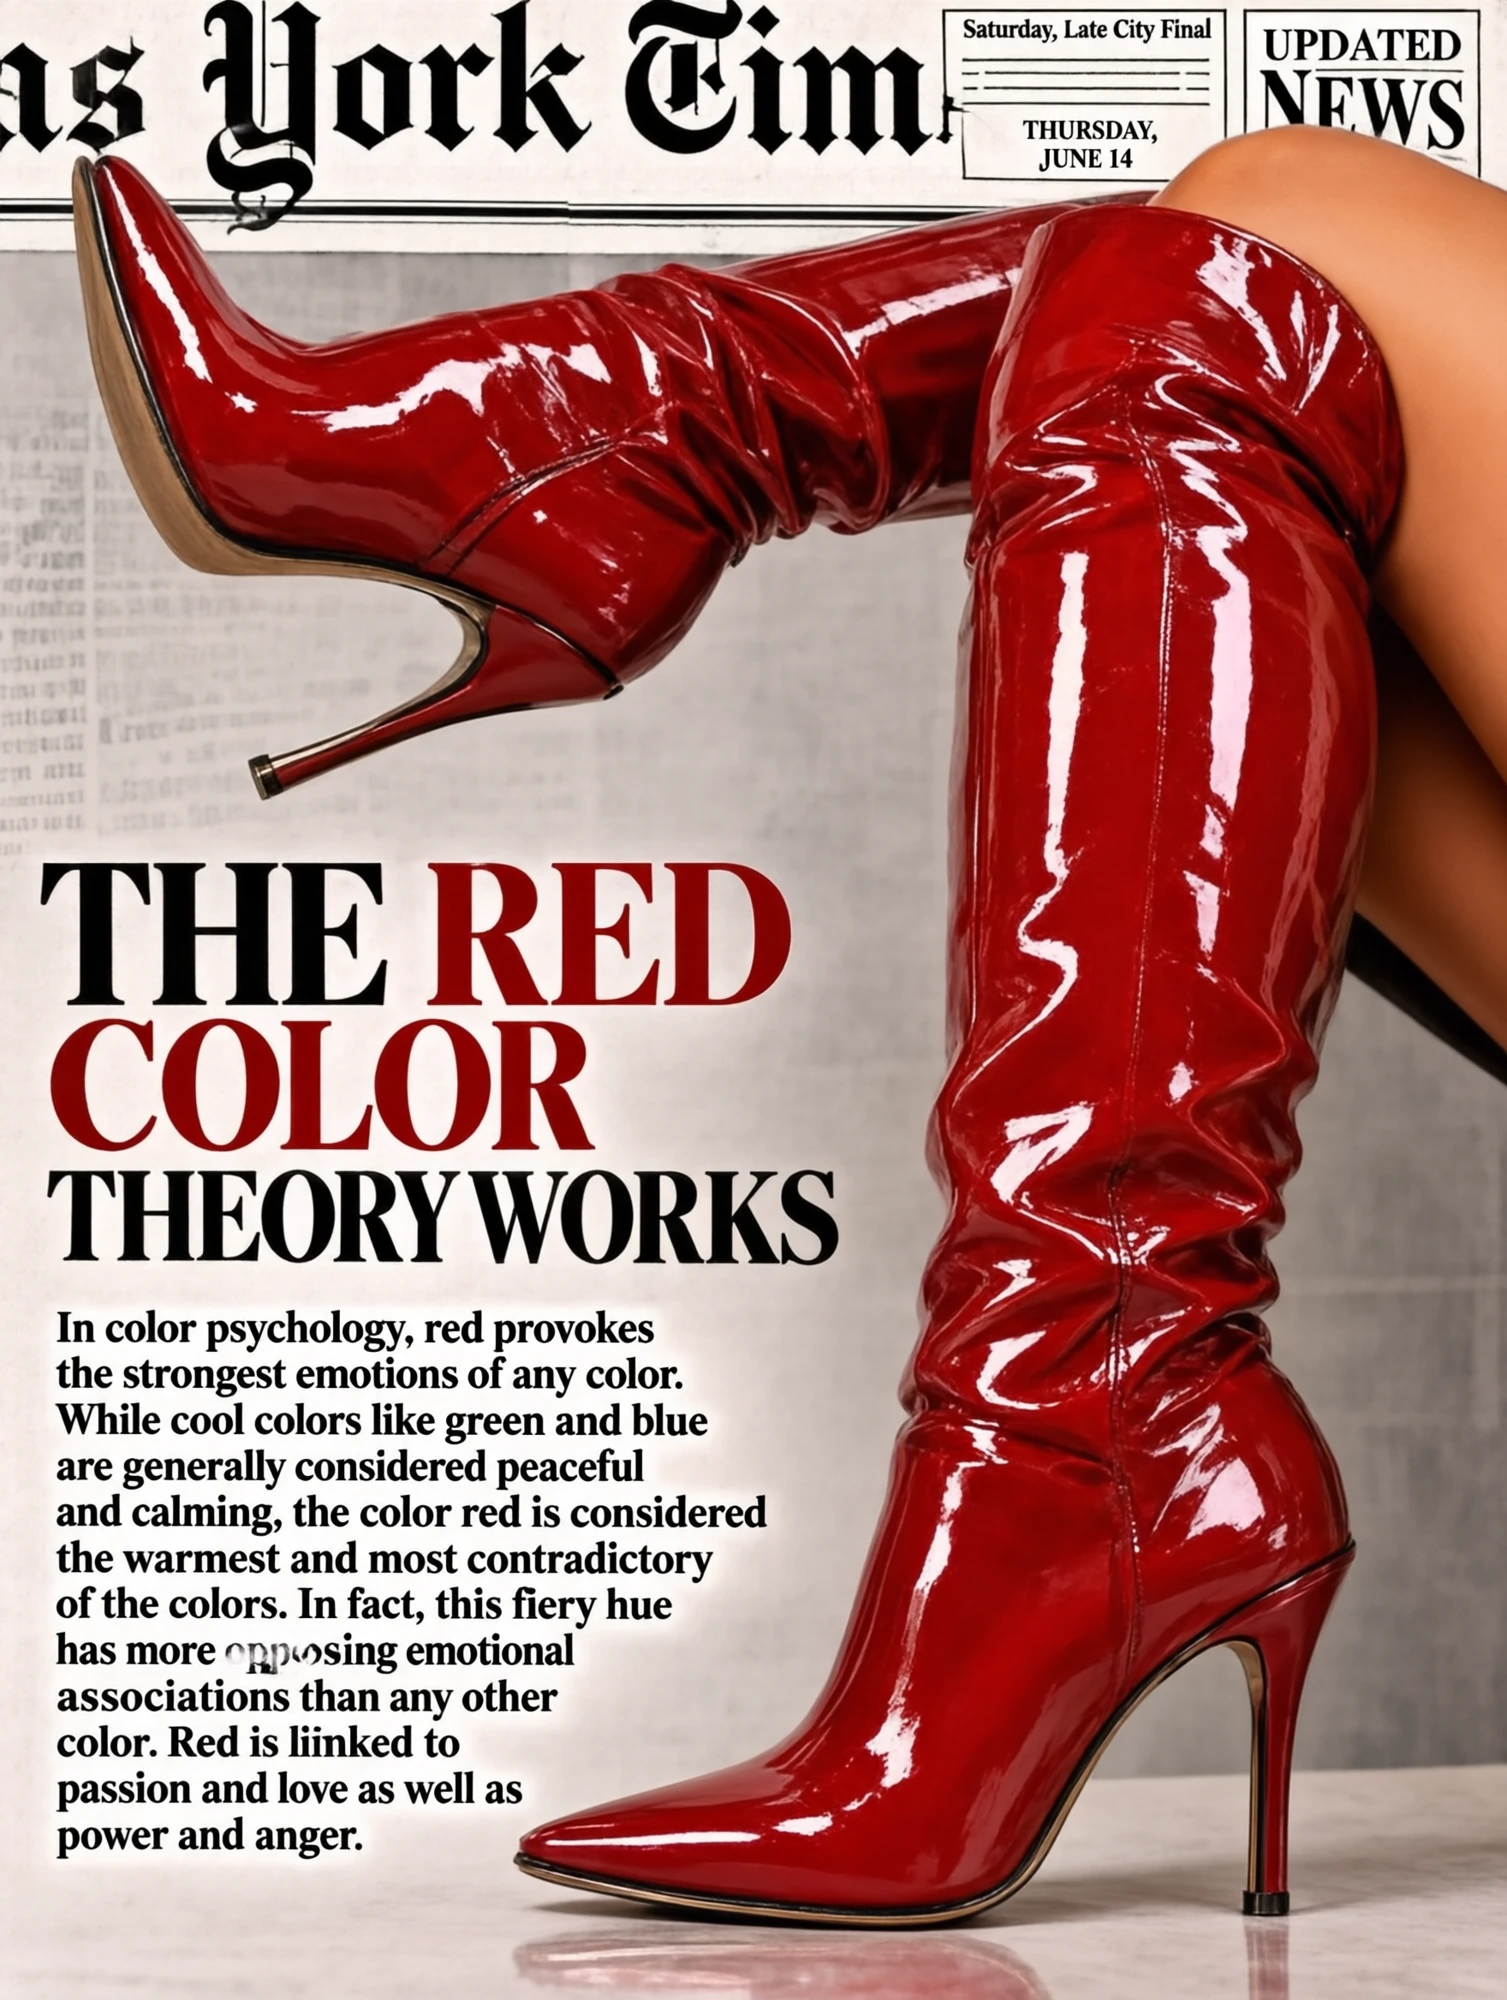 as York Tim
Saturday, Late City Final
THURSDAY,
JUNE 14
UPDATED
NEWS
THE RED
COLOR
THEORY WORKS
In color psychology, red provokes
the strongest emotions of any color.
While cool colors like green and blue
are generally considered peaceful
and calming, the color red is considered
the warmest and most contradictory
of the colors. In fact, this fiery hue
has more opposing emotional
associations than any other
color. Red is liinked to
passion and love as well as
power and anger.